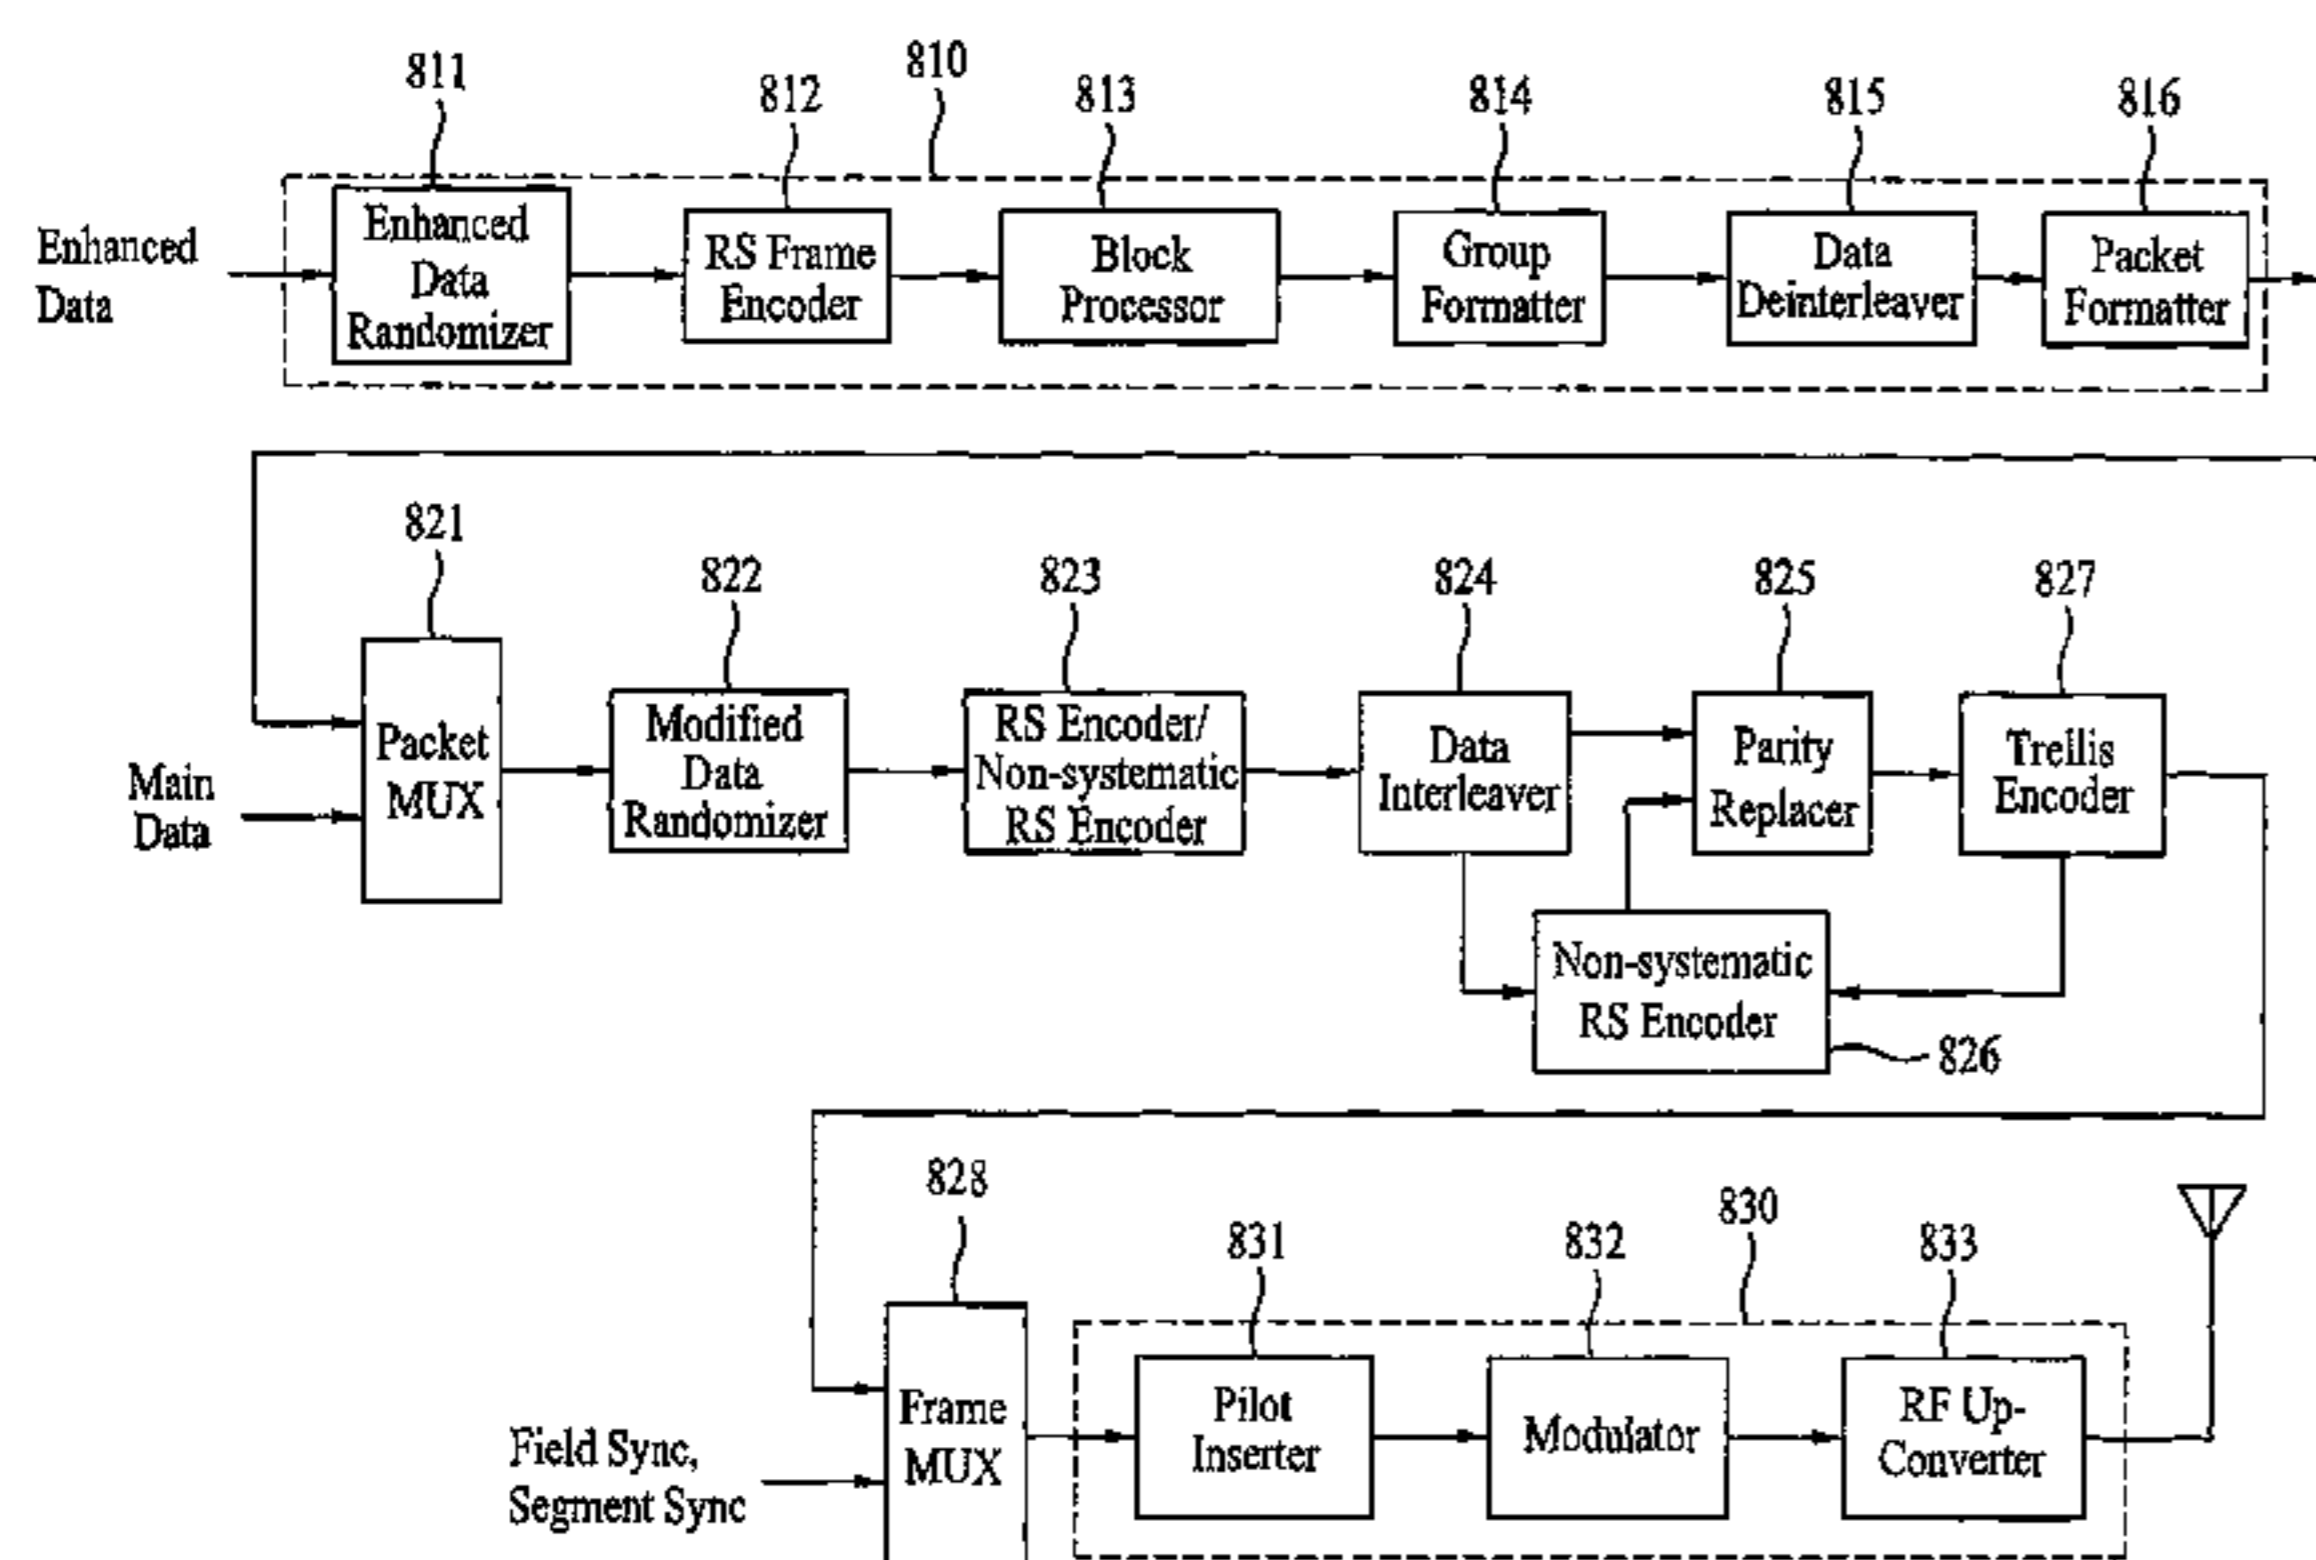 810
811
812
813
814
815
816
Enhanced
Data
Enhanced
Data
Randomizer
RS Frame
Encoder
Block
Processor
Group
Formatter
Data
Deinterleaver
Packet
Formatter
821
822
823
824
825
827
Main
Data
Packet
MUX
Modified
Data
Randomizer
RS Encoder/
Non-systematic
RS Encoder
Data
Interleaver
Parity
Replacer
Trellis
Encoder
Non-systematic
RS Encoder
826
828
830
831
832
833
Field Sync,
Segment Sync
Frame
MUX
Pilot
Inserter
Modulator
RF Up-
Converter